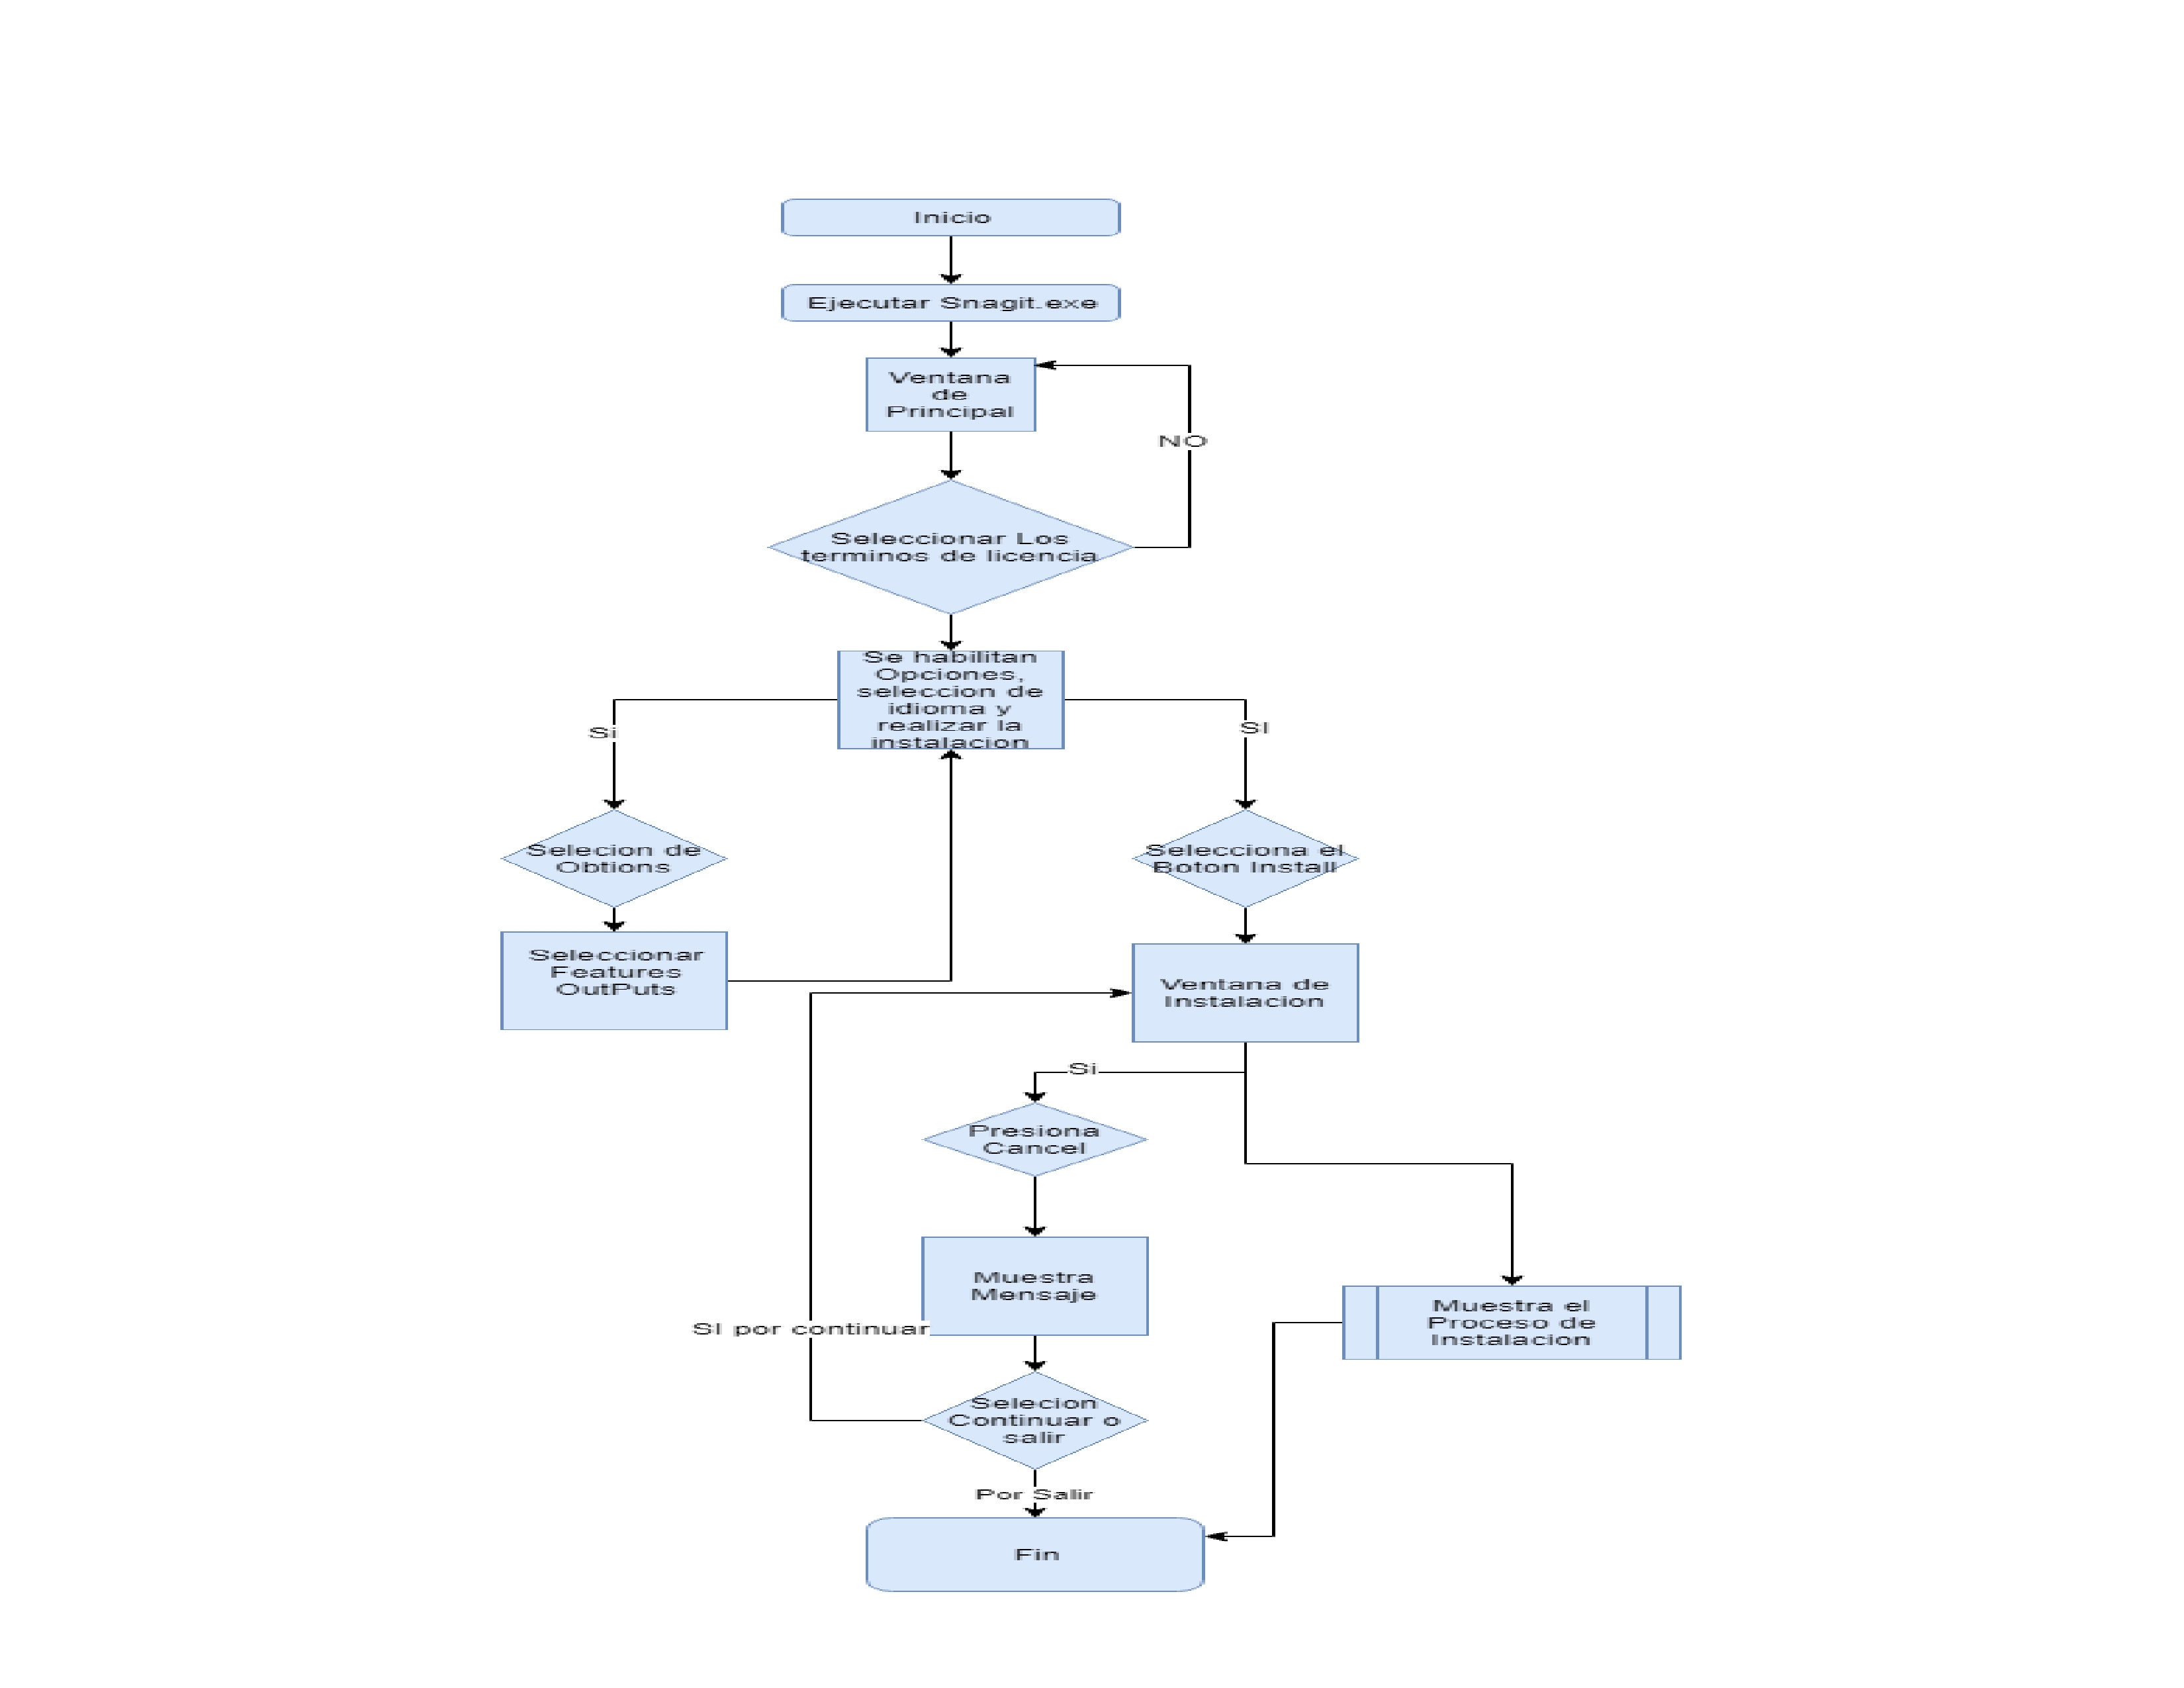 Inicio
Ejecutar Snagit.exe
Ventana
de
Principal
NO
Seleccionar Los
terminos de licencia
Se habilitan
Opciones,
seleccion de
idioma y
realizar la
instalacion
Si
SI
Selecion de
Obtions
Selecciona el
Boton Install
Seleccionar
Features
OutPuts
Ventana de
Instalacion
Si
Presiona
Cancel
Muestra
Mensaje
SI por continuar
Muestra el
Proceso de
Instalacion
Selecion
Continuar o
salir
Por Salir
Fin